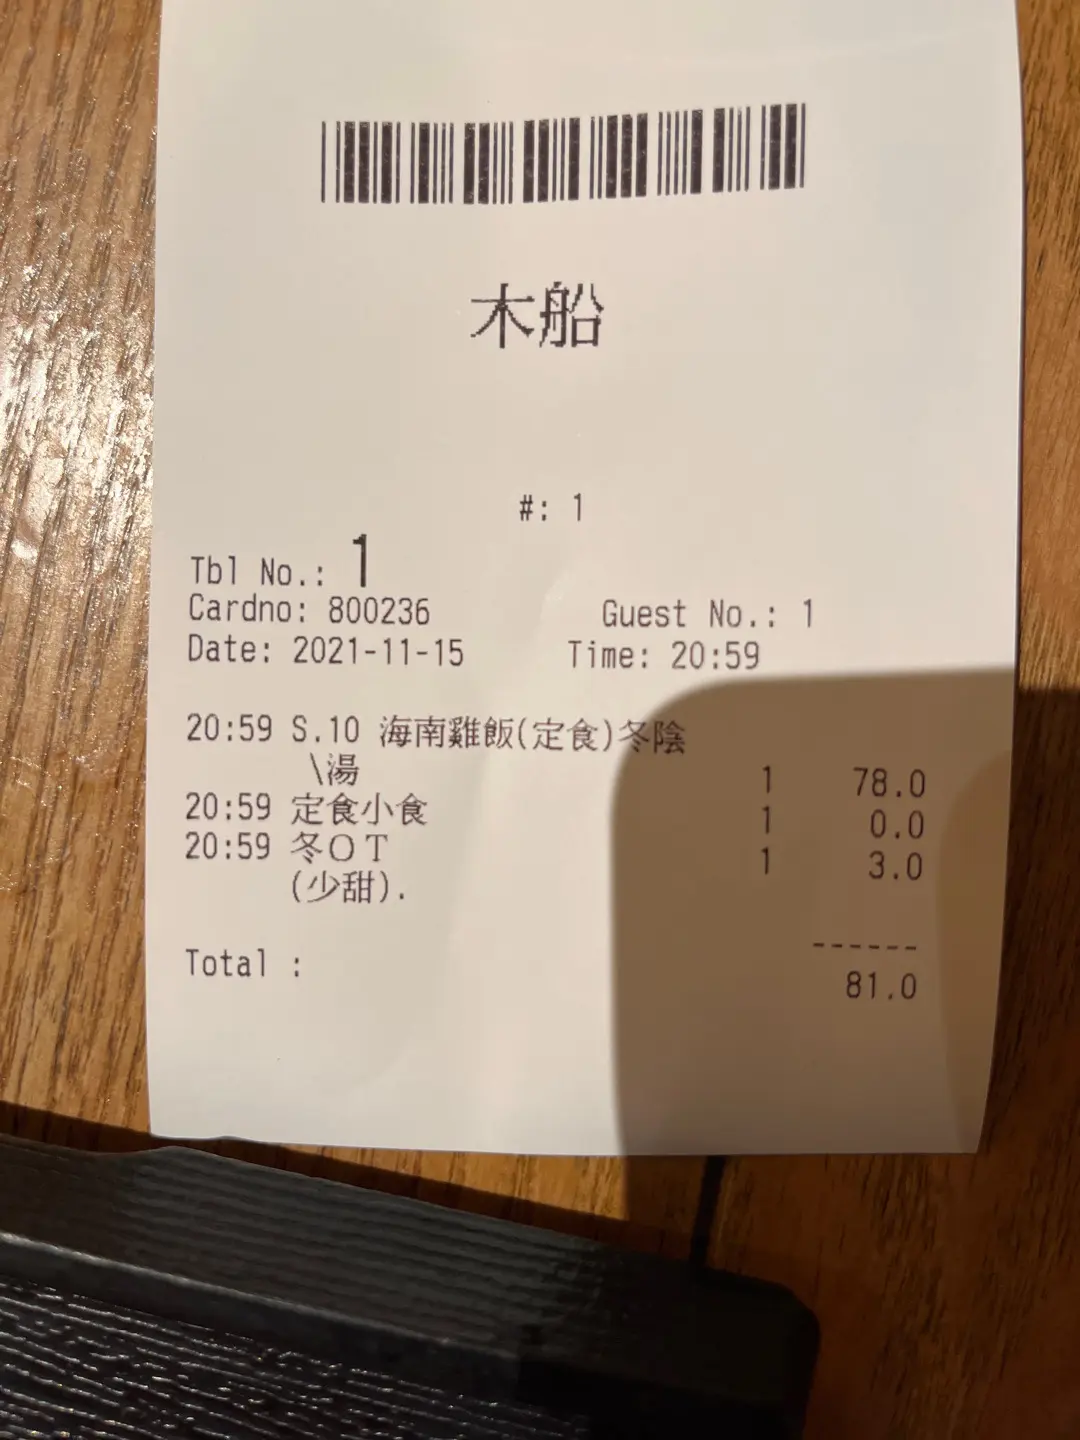 木船
#: 1
Tbl No.: 1
Cardno: 800236 Guest No.: 1
Date: 2021-11-15 Time: 20:59
20:59 S.10 海南雞飯(定食)冬陰
\湯 1 78.0
20:59 定食小食 1 0.0
20:59 冬OT 1 3.0
(少甜).
------
Total : 81.0